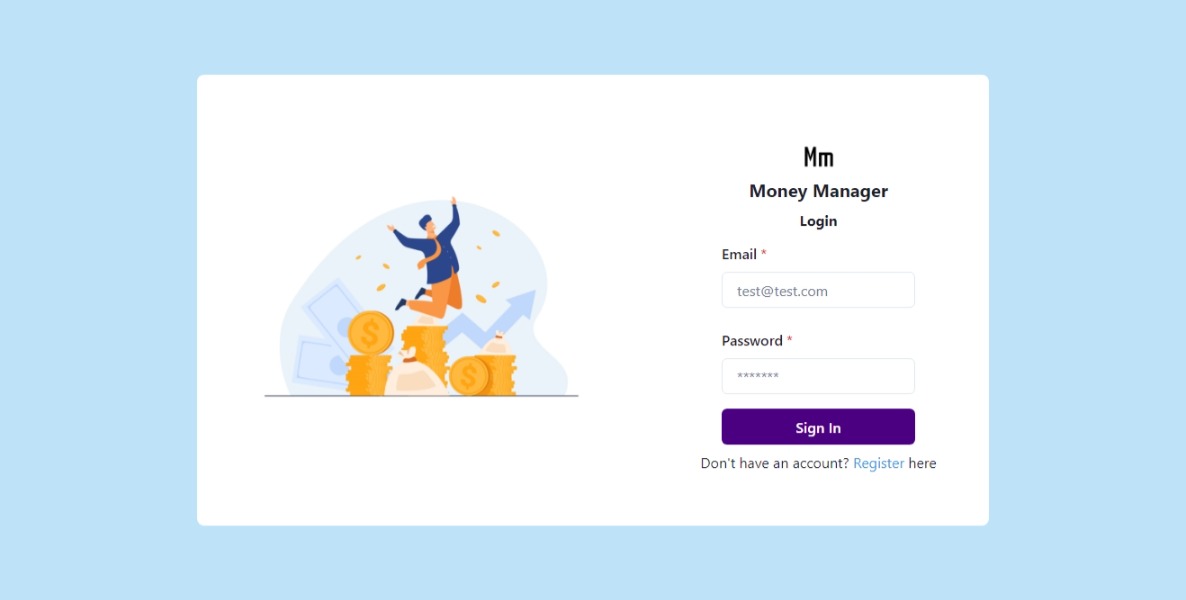 Mm
Money Manager
Login
Email *
test@test.com
Password *
*******
Sign In
Don't have an account? Register here
$
$